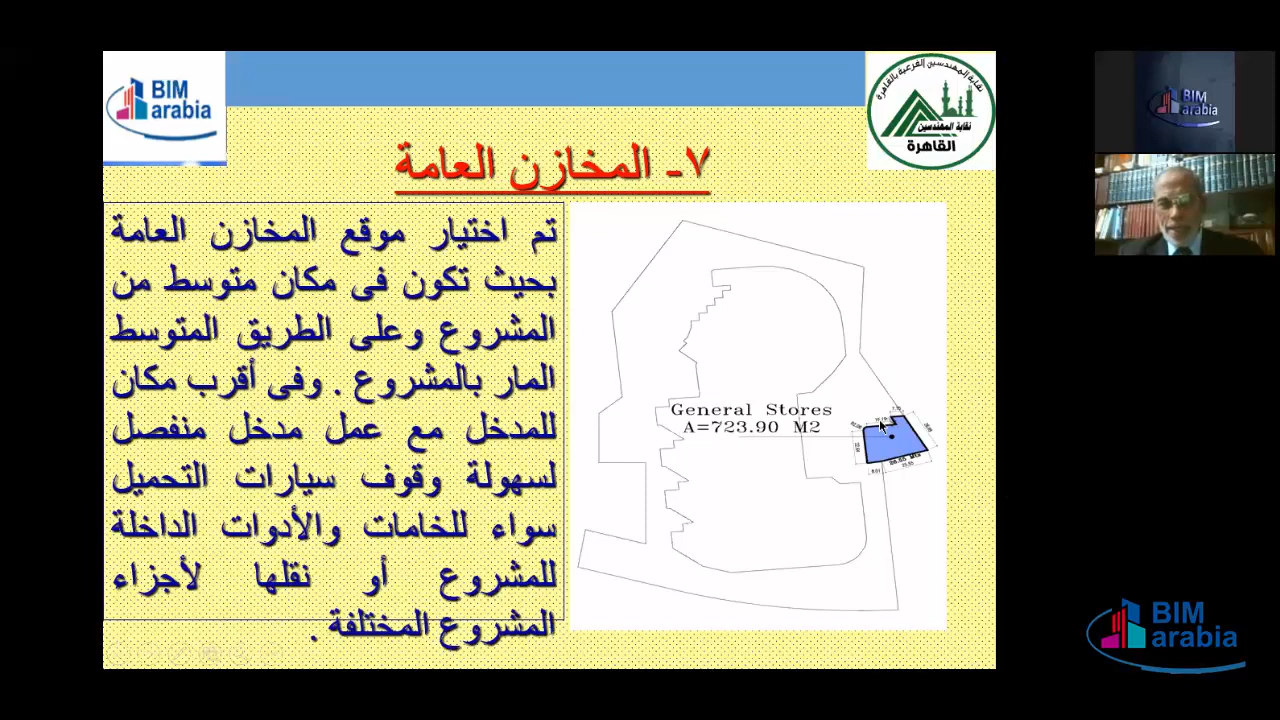 BIM
arabia
نقابة المهندسين الفرعية بالقاهرة
نقابة المهندسين
القاهرة
٧- المخازن العامة
تم اختيار موقع المخازن العامة
بحيث تكون فى مكان متوسط من
المشروع وعلى الطريق المتوسط
المار بالمشروع . وفى أقرب مكان
للمدخل مع عمل مدخل منفصل
لسهولة وقوف سيارات التحميل
سواء للخامات والأدوات الداخلة
للمشروع أو نقلها لأجزاء
المشروع المختلفة .
General Stores
A=723.90 M2
BIM
arabia
BIM
arabia